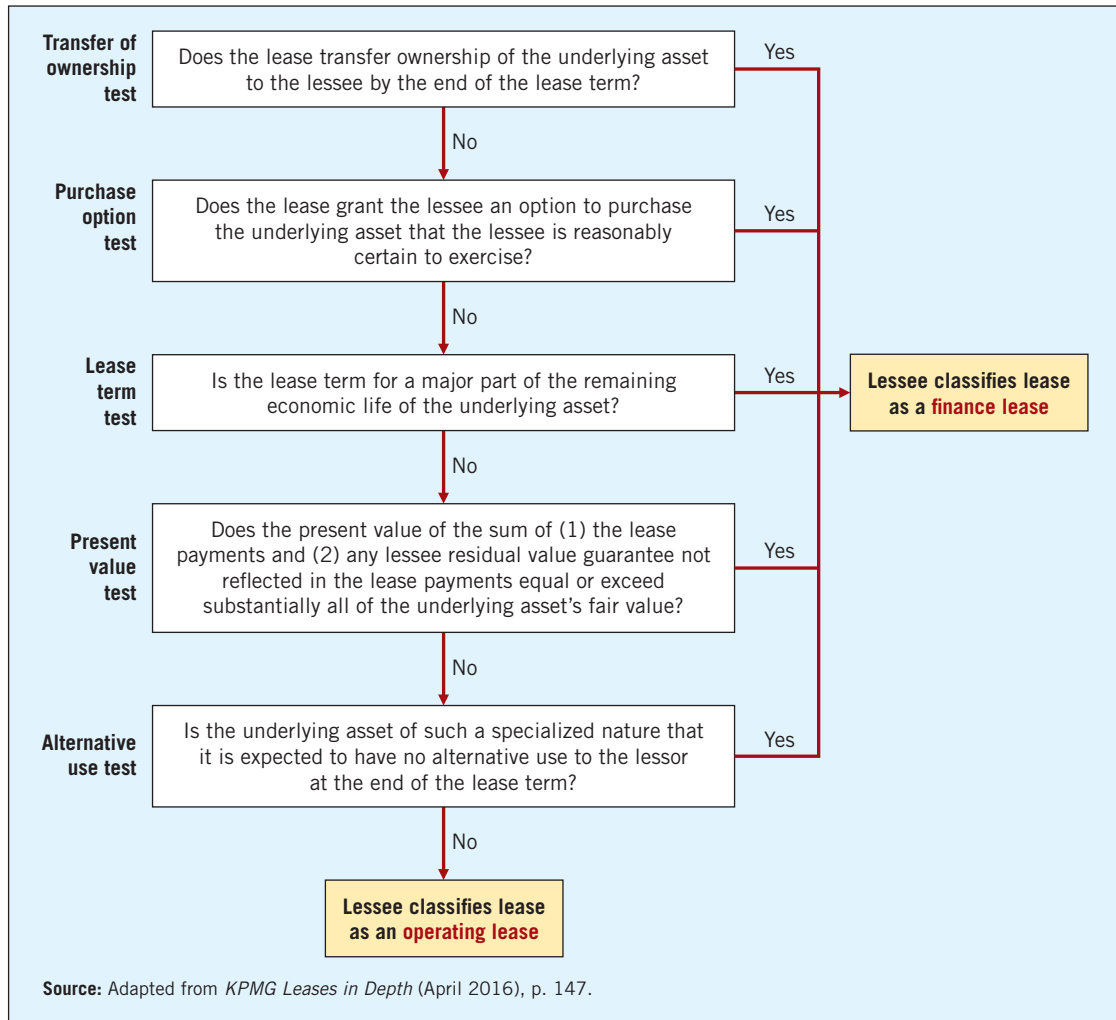 Transfer of
ownership
test
Does the lease transfer ownership of the underlying asset
to the lessee by the end of the lease term?
Yes
No
Purchase
option
test
Does the lease grant the lessee an option to purchase
the underlying asset that the lessee is reasonably
certain to exercise?
Yes
No
Lease
term
test
Is the lease term for a major part of the remaining
economic life of the underlying asset?
Yes
Lessee classifies lease
as a finance lease
No
Present
value
test
Does the present value of the sum of (1) the lease
payments and (2) any lessee residual value guarantee not
reflected in the lease payments equal or exceed
substantially all of the underlying asset’s fair value?
Yes
No
Alternative
use test
Is the underlying asset of such a specialized nature that
it is expected to have no alternative use to the lessor
at the end of the lease term?
Yes
No
Lessee classifies lease
as an operating lease
Source: Adapted from KPMG Leases in Depth (April 2016), p. 147.